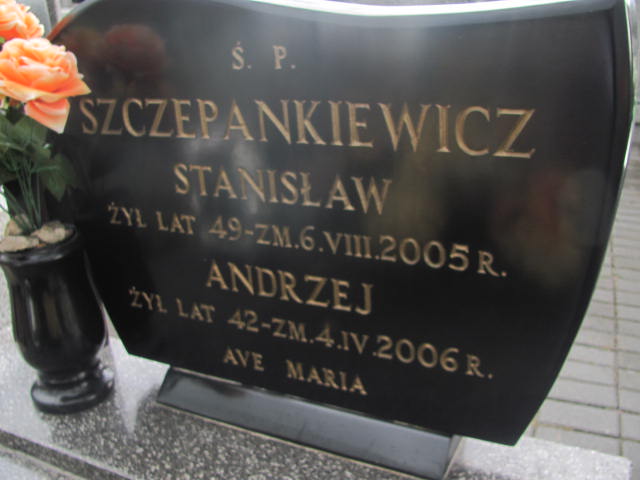 Ś. P.
SZCZEPANKIEWICZ
STANISŁAW
ŻYŁ LAT 49-ZM.6.VIII.2005 R.
ANDRZEJ
ŻYŁ LAT 42-ZM.4.IV.2006 R.
AVE MARIA